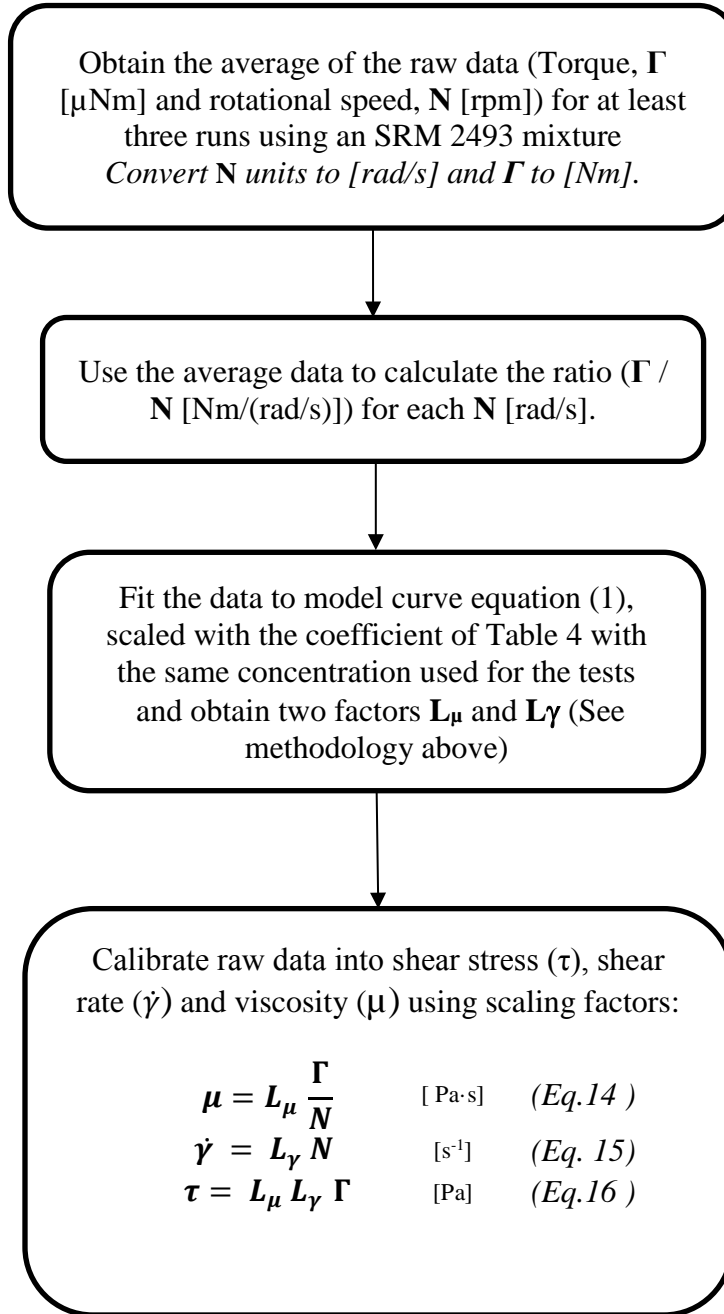 Obtain the average of the raw data (Torque, Γ
[µNm] and rotational speed, N [rpm]) for at least
three runs using an SRM 2493 mixture
Convert N units to [rad/s] and Γ to [Nm].
Use the average data to calculate the ratio (Γ /
N [Nm/(rad/s)]) for each N [rad/s].
Fit the data to model curve equation (1),
scaled with the coefficient of Table 4 with
the same concentration used for the tests
and obtain two factors Lμ and Lγ (See
methodology above)
Calibrate raw data into shear stress (τ), shear
rate (γ̇) and viscosity (μ) using scaling factors:
μ = Lμ Γ/N [ Pa·s] (Eq.14 )
γ̇ = Lγ N [s-1] (Eq. 15)
τ = Lμ Lγ Γ [Pa] (Eq.16 )